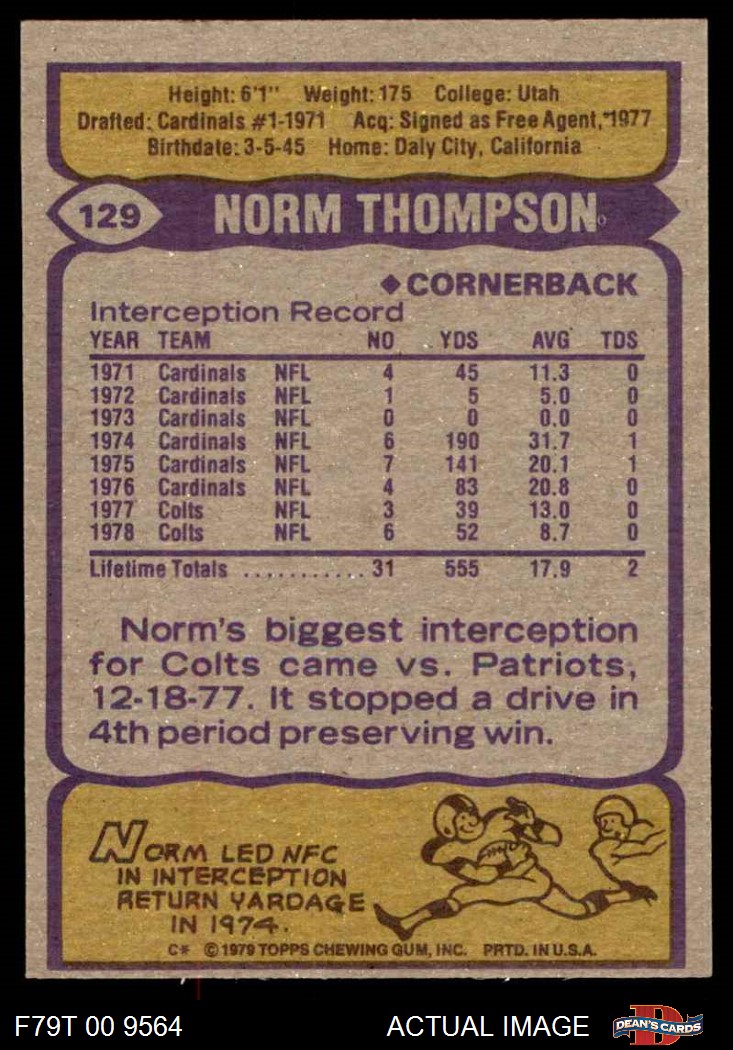 Height: 6'1" Weight: 175 College: Utah
Drafted: Cardinals #1-1971 Acq: Signed as Free Agent, 1977
Birthdate: 3-5-45 Home: Daly City, California
129 NORM THOMPSON
◆CORNERBACK
Interception Record
YEAR TEAM NO YDS AVG TDS
1971 Cardinals NFL 4 45 11.3 0
1972 Cardinals NFL 1 5 5.0 0
1973 Cardinals NFL 0 0 0.0 0
1974 Cardinals NFL 6 190 31.7 1
1975 Cardinals NFL 7 141 20.1 1
1976 Cardinals NFL 4 83 20.8 0
1977 Colts NFL 3 39 13.0 0
1978 Colts NFL 6 52 8.7 0
Lifetime Totals ........... 31 555 17.9 2
Norm's biggest interception
for Colts came vs. Patriots,
12-18-77. It stopped a drive in
4th period preserving win.
NORM LED NFC
IN INTERCEPTION
RETURN YARDAGE
IN 1974.
C* © 1979 TOPPS CHEWING GUM, INC. PRTD. IN U.S.A.
F79T 00 9564 ACTUAL IMAGE D DEAN'S CARDS